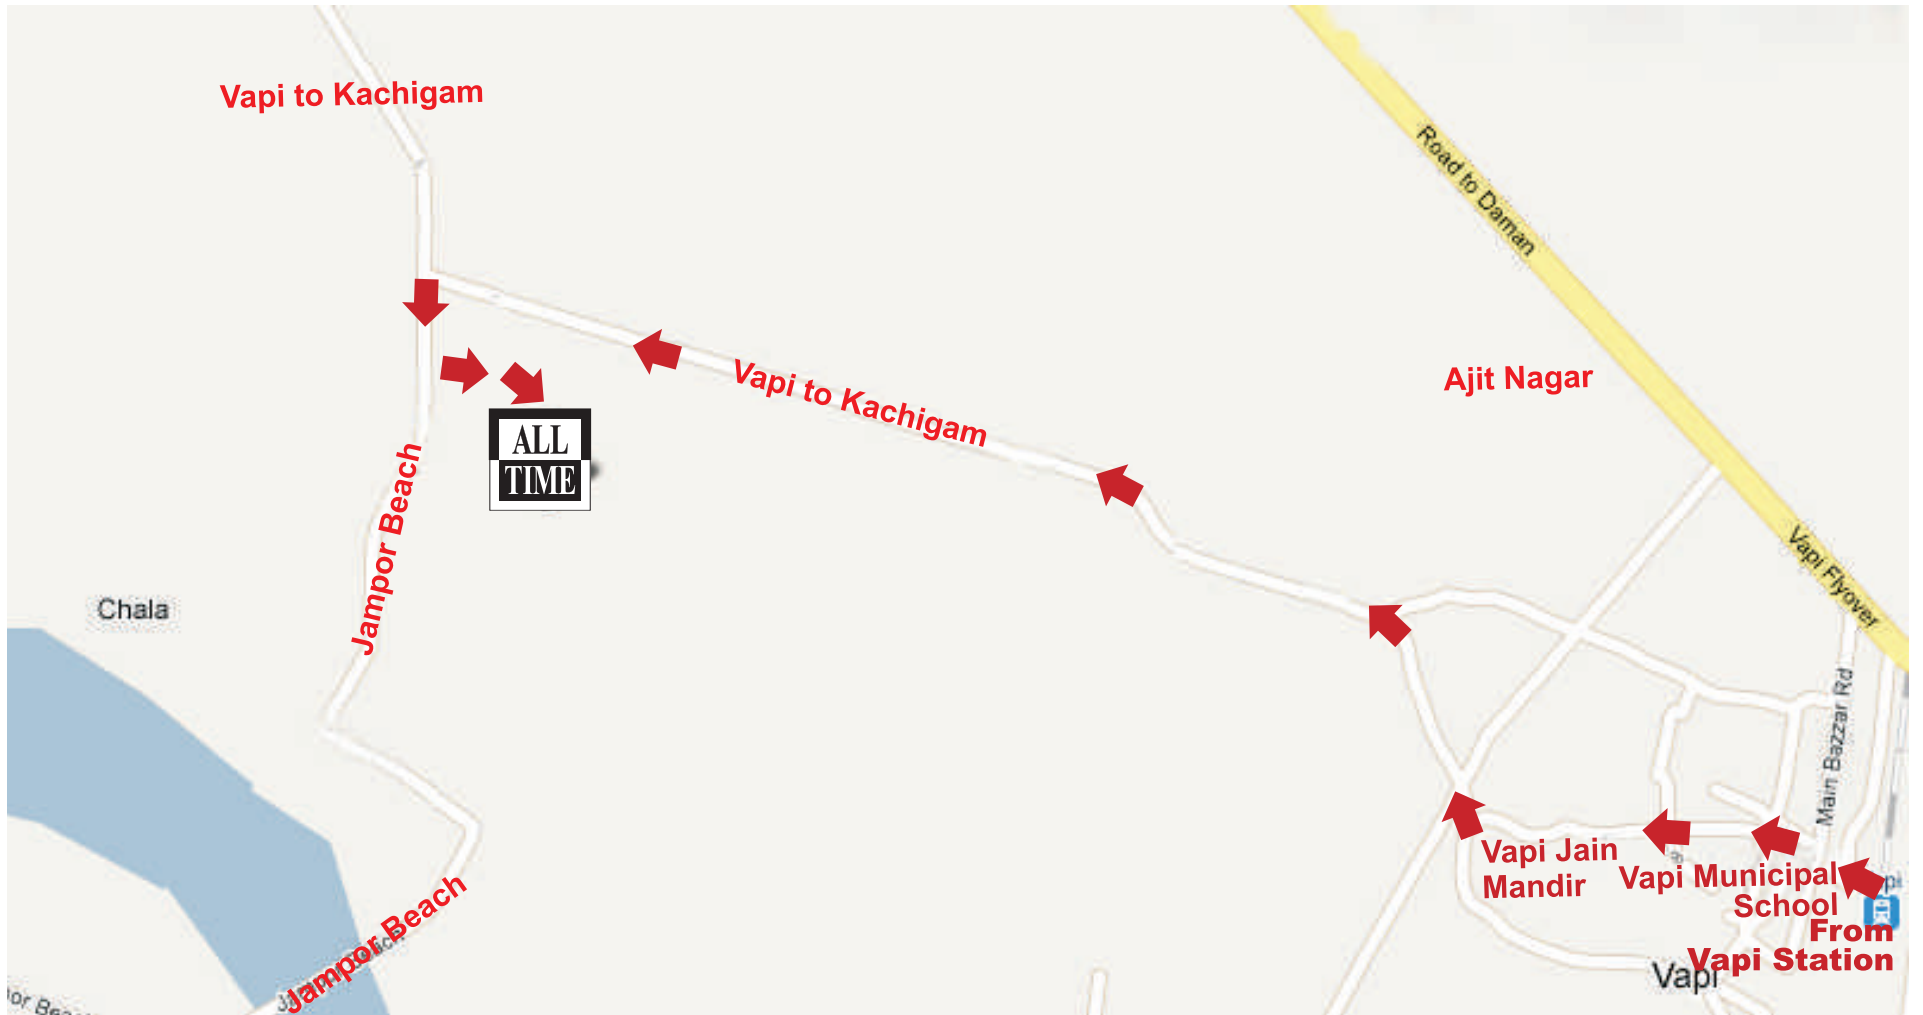 Vapi to Kachigam
Road to Daman
Vapi to Kachigam
Ajit Nagar
ALL
TIME
Jampor Beach
Vapi Flyover
Chala
Main Bazzar Rd
Vapi Jain
Mandir
Vapi Municipal
School
From
Vapi Station
Vapi
Jampor Beach